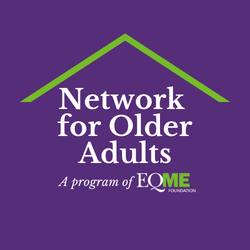 Network
for Older
Adults
A program of EQME
FOUNDATION